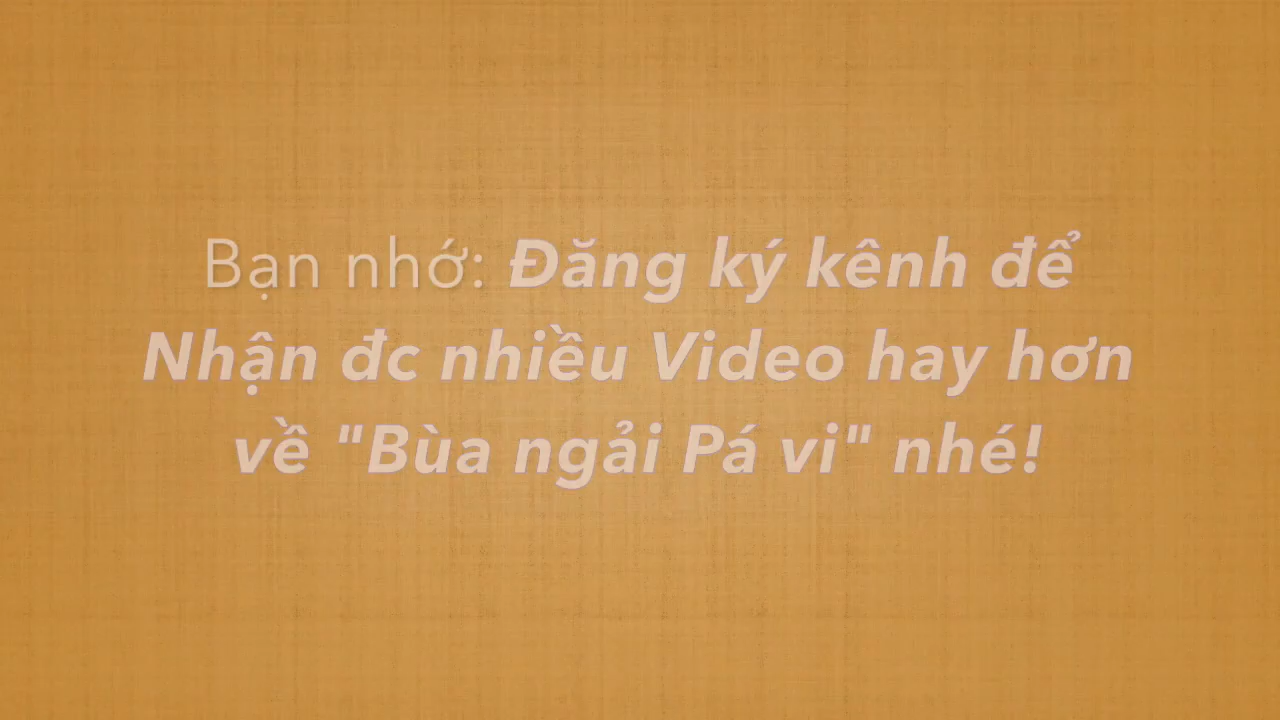 Bạn nhớ: Đăng ký kênh để
Nhận đc nhiều Video hay hơn
về "Bùa ngải Pá vi" nhé!